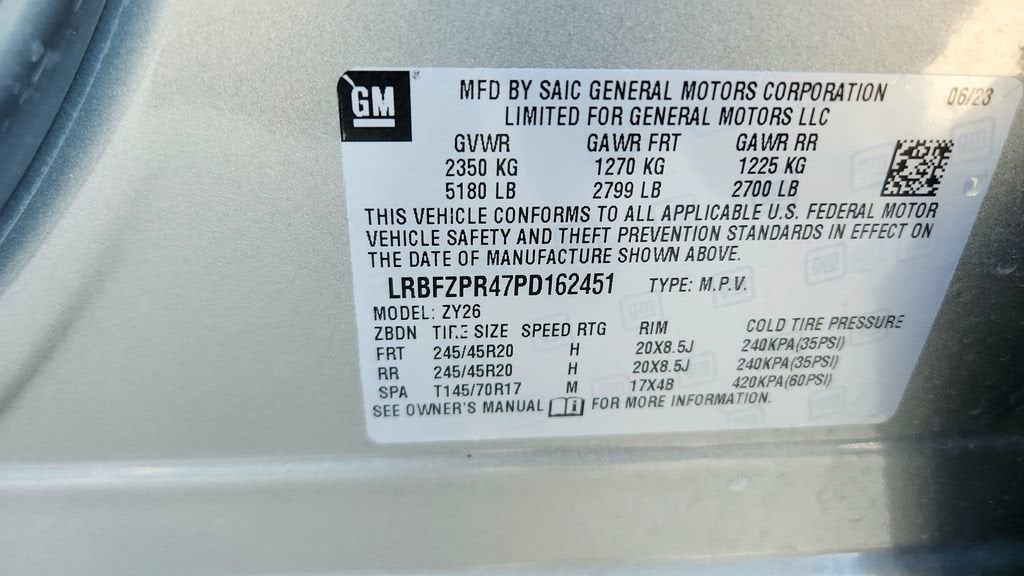 GM
MFD BY SAIC GENERAL MOTORS CORPORATION 06/23
LIMITED FOR GENERAL MOTORS LLC
GVWR GAWR FRT GAWR RR
2350 KG 1270 KG 1225 KG
5180 LB 2799 LB 2700 LB
THIS VEHICLE CONFORMS TO ALL APPLICABLE U.S. FEDERAL MOTOR
VEHICLE SAFETY AND THEFT PREVENTION STANDARDS IN EFFECT ON
THE DATE OF MANUFACTURE SHOWN ABOVE.
LRBFZPR47PD162451 TYPE: M.P.V.
MODEL: ZY26
ZBDN TIRE SIZE SPEED RTG RIM COLD TIRE PRESSURE
FRT 245/45R20 H 20X8.5J 240KPA(35PSI)
RR 245/45R20 H 20X8.5J 240KPA(35PSI)
SPA T145/70R17 M 17X4B 420KPA(60PSI)
SEE OWNER'S MANUAL i FOR MORE INFORMATION.